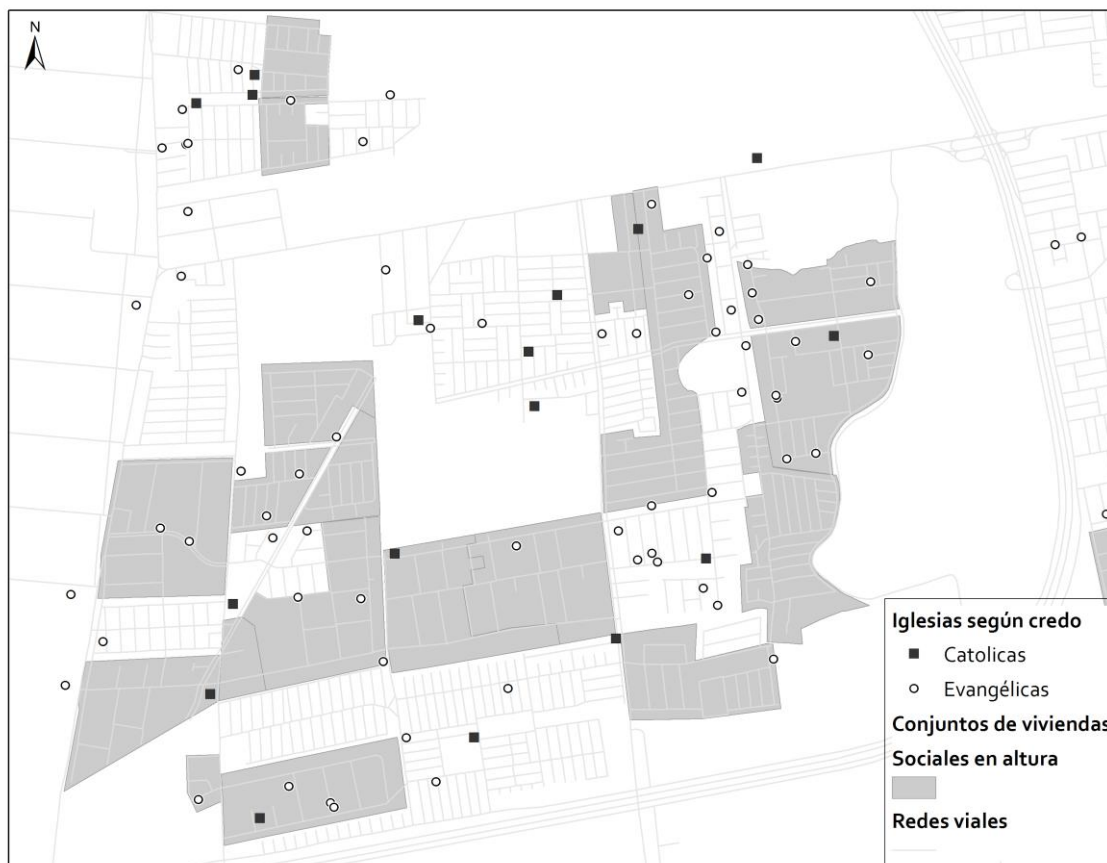 N
Iglesias según credo
Catolicas
Evangélicas
Conjuntos de viviendas
Sociales en altura
Redes viales